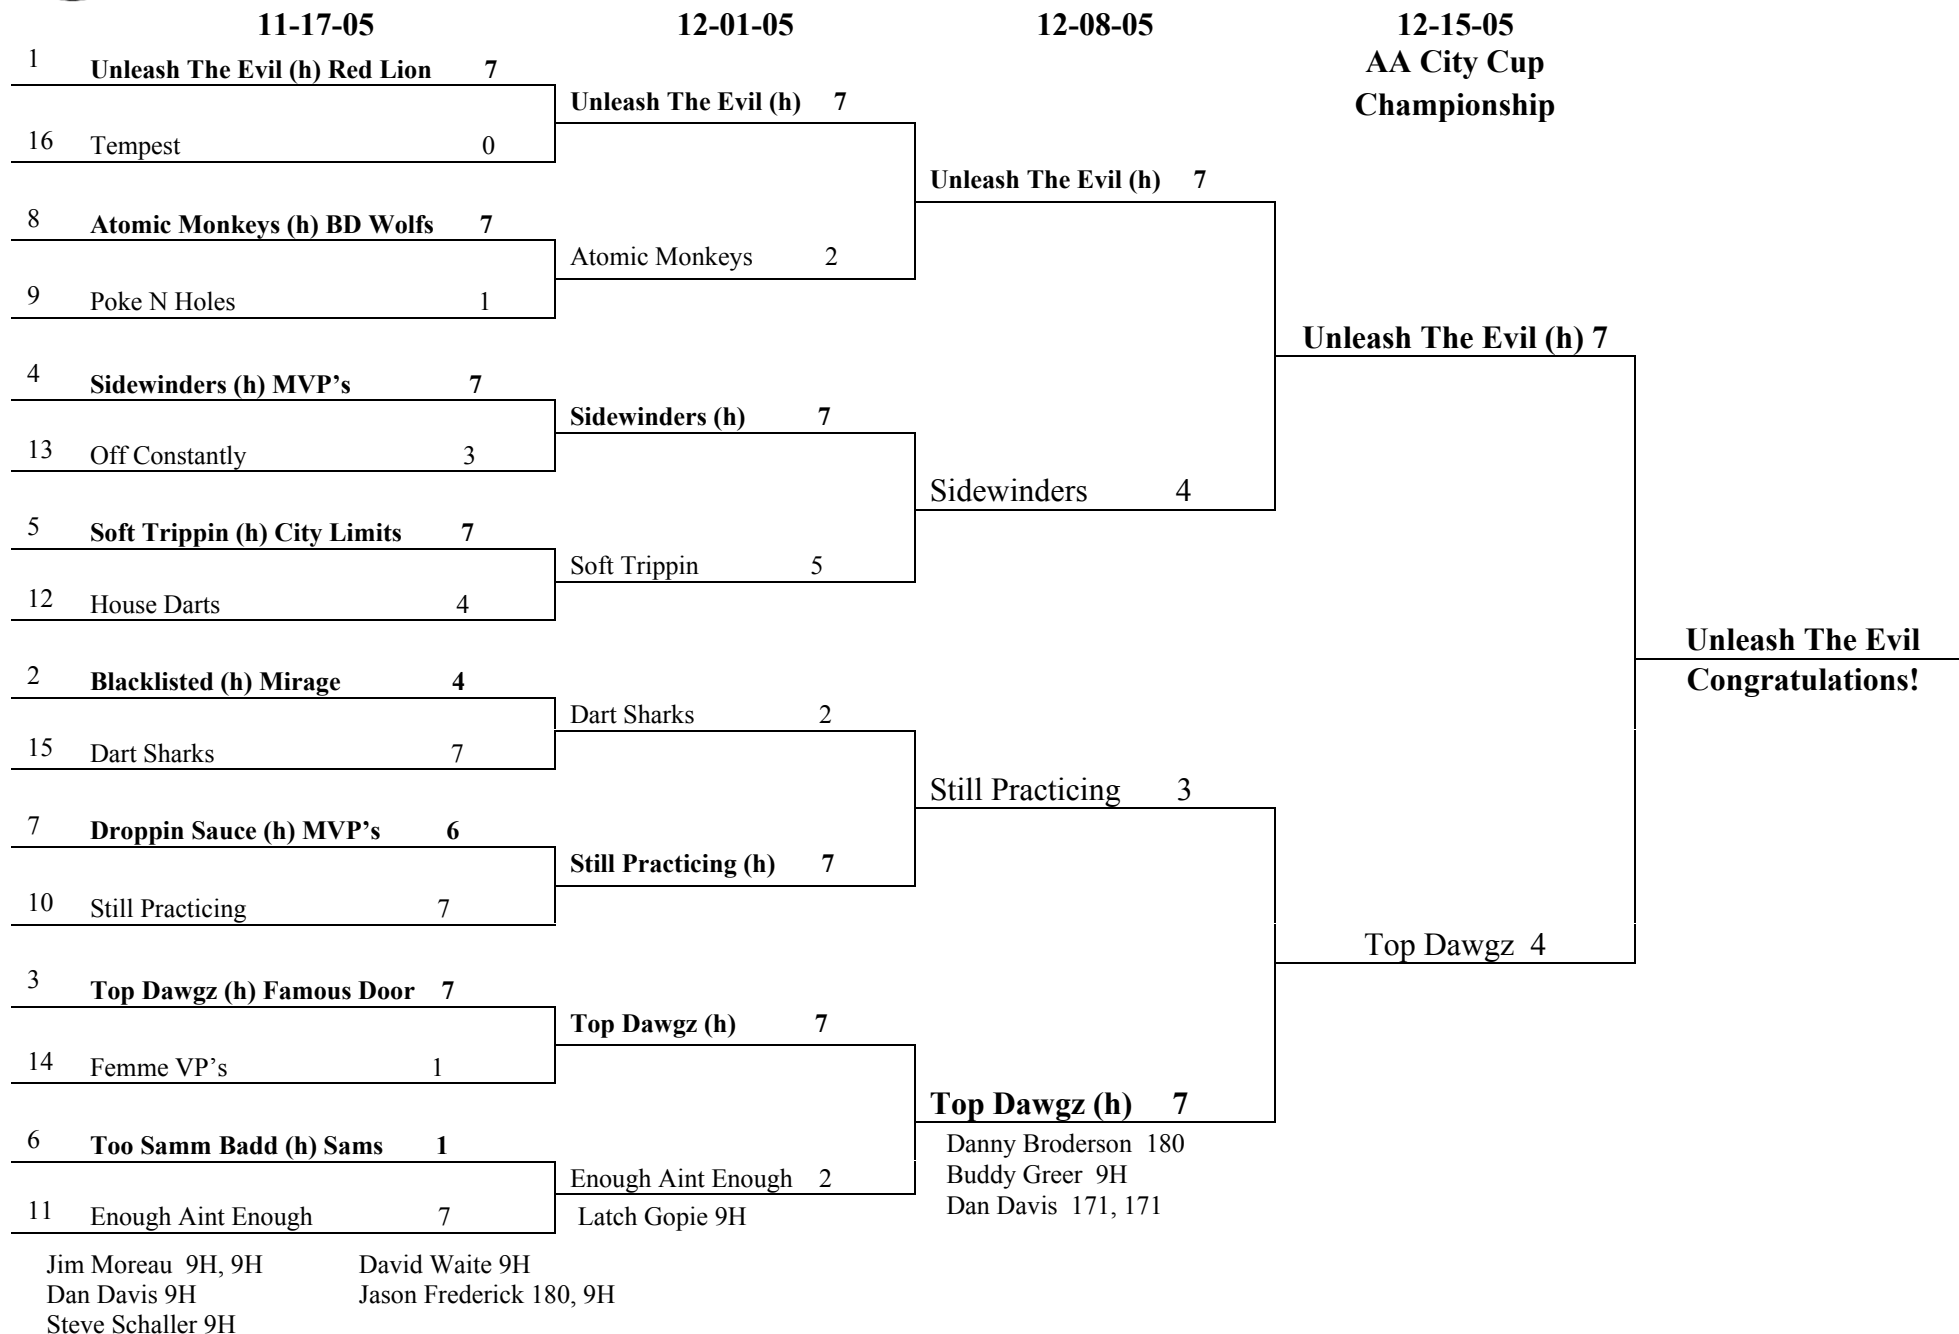 11-17-05
12-01-05
12-08-05
12-15-05
AA City Cup
Championship
1 Unleash The Evil (h) Red Lion 7
16 Tempest 0
8 Atomic Monkeys (h) BD Wolfs 7
9 Poke N Holes 1
4 Sidewinders (h) MVP’s 7
13 Off Constantly 3
5 Soft Trippin (h) City Limits 7
12 House Darts 4
2 Blacklisted (h) Mirage 4
15 Dart Sharks 7
7 Droppin Sauce (h) MVP’s 6
10 Still Practicing 7
3 Top Dawgz (h) Famous Door 7
14 Femme VP’s 1
6 Too Samm Badd (h) Sams 1
11 Enough Aint Enough 7
Jim Moreau 9H, 9H
Dan Davis 9H
Steve Schaller 9H
David Waite 9H
Jason Frederick 180, 9H
Unleash The Evil (h) 7
Atomic Monkeys 2
Sidewinders (h) 7
Soft Trippin 5
Dart Sharks 2
Still Practicing (h) 7
Top Dawgz (h) 7
Enough Aint Enough 2
Latch Gopie 9H
Unleash The Evil (h) 7
Sidewinders 4
Still Practicing 3
Top Dawgz (h) 7
Danny Broderson 180
Buddy Greer 9H
Dan Davis 171, 171
Unleash The Evil (h) 7
Top Dawgz 4
Unleash The Evil
Congratulations!